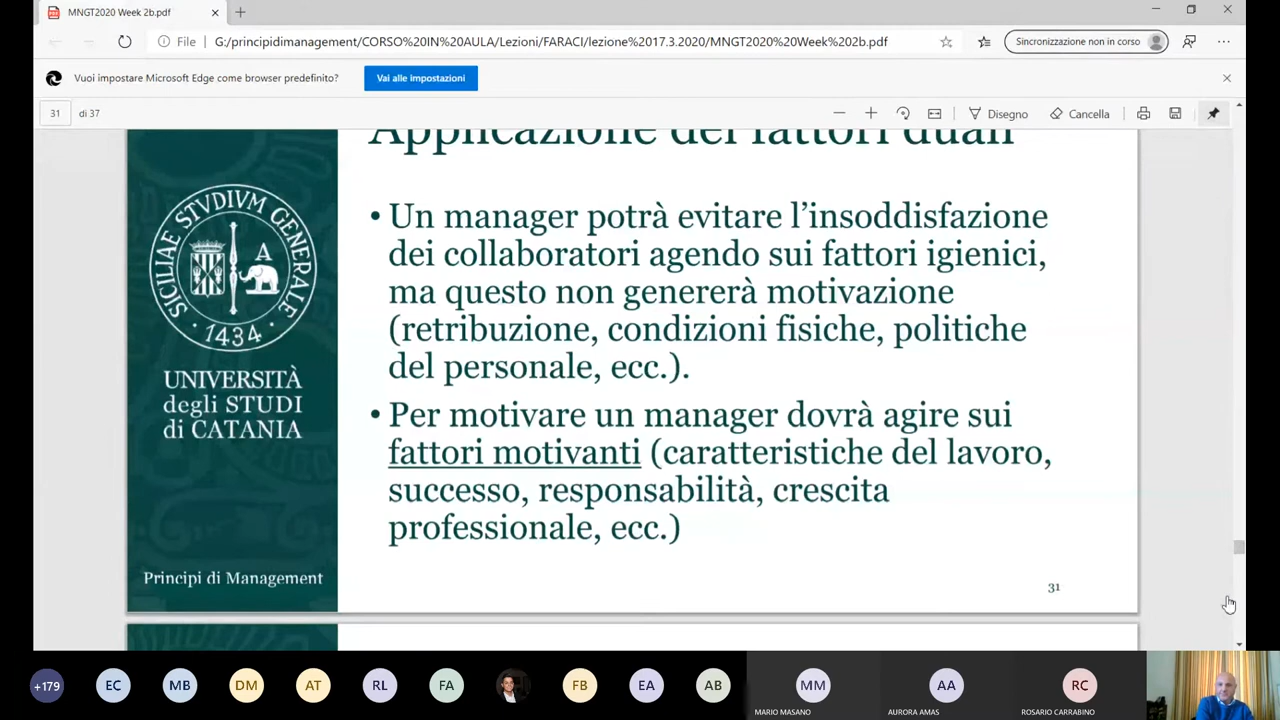 MNGT2020 Week 2b.pdf
File
G:/principidimanagement/CORSO%20IN%20AULA/Lezioni/FARACI/lezione%2017.3.2020/MNGT2020%20Week%202b.pdf
Sincronizzazione non in corso
Vuoi impostare Microsoft Edge come browser predefinito?
Vai alle impostazioni
31
di 37
Disegno
Cancella
Applicazione dei fattori duali
• Un manager potrà evitare l’insoddisfazione
dei collaboratori agendo sui fattori igienici,
ma questo non genererà motivazione
(retribuzione, condizioni fisiche, politiche
del personale, ecc.).
• Per motivare un manager dovrà agire sui
fattori motivanti (caratteristiche del lavoro,
successo, responsabilità, crescita
professionale, ecc.)
31
SICILIAE STVDIVM GENERALE
A
· 1434 ·
UNIVERSITÀ
degli STUDI
di CATANIA
Principi di Management
+179
EC
MB
DM
AT
RL
FA
FB
EA
AB
MM
AA
RC
MARIO MASANO
AURORA AMAS
ROSARIO CARRABINO